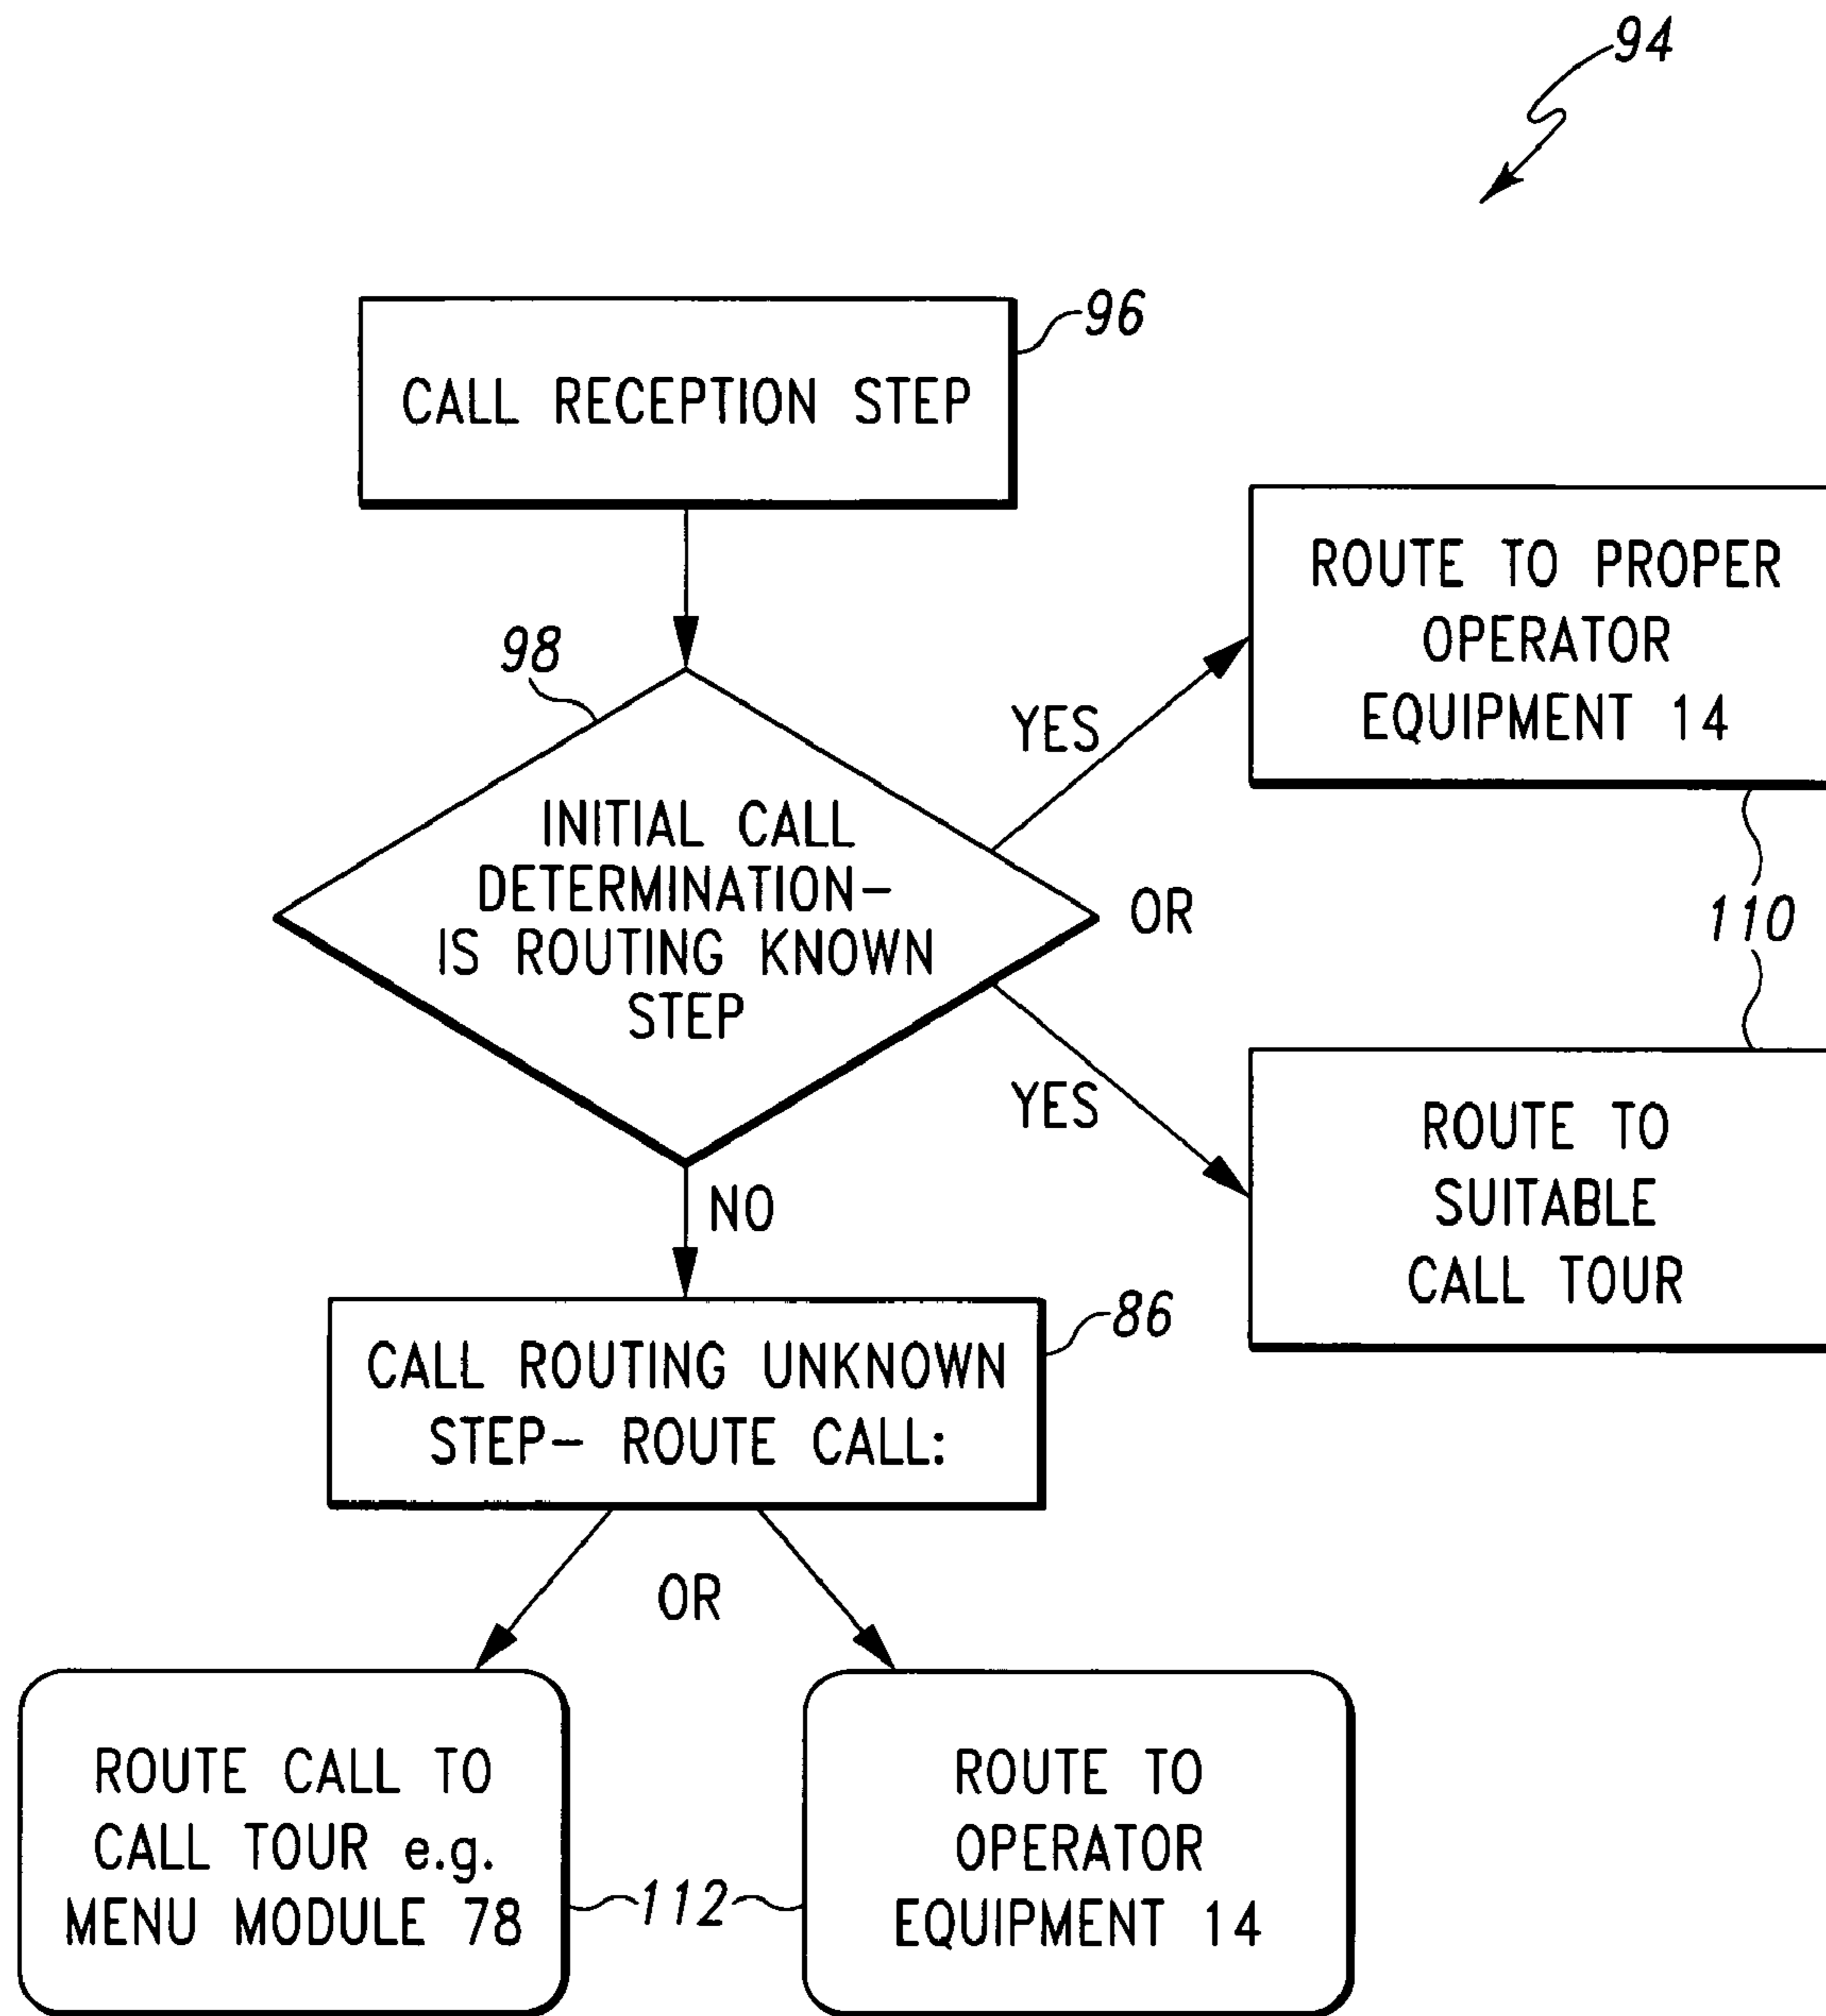 94
CALL RECEPTION STEP
96
98
INITIAL CALL
DETERMINATION–
IS ROUTING KNOWN
STEP
YES
OR
YES
ROUTE TO PROPER
OPERATOR
EQUIPMENT 14
110
ROUTE TO
SUITABLE
CALL TOUR
NO
CALL ROUTING UNKNOWN
STEP– ROUTE CALL:
86
OR
ROUTE CALL TO
CALL TOUR e.g.
MENU MODULE 78
112
ROUTE TO
OPERATOR
EQUIPMENT 14